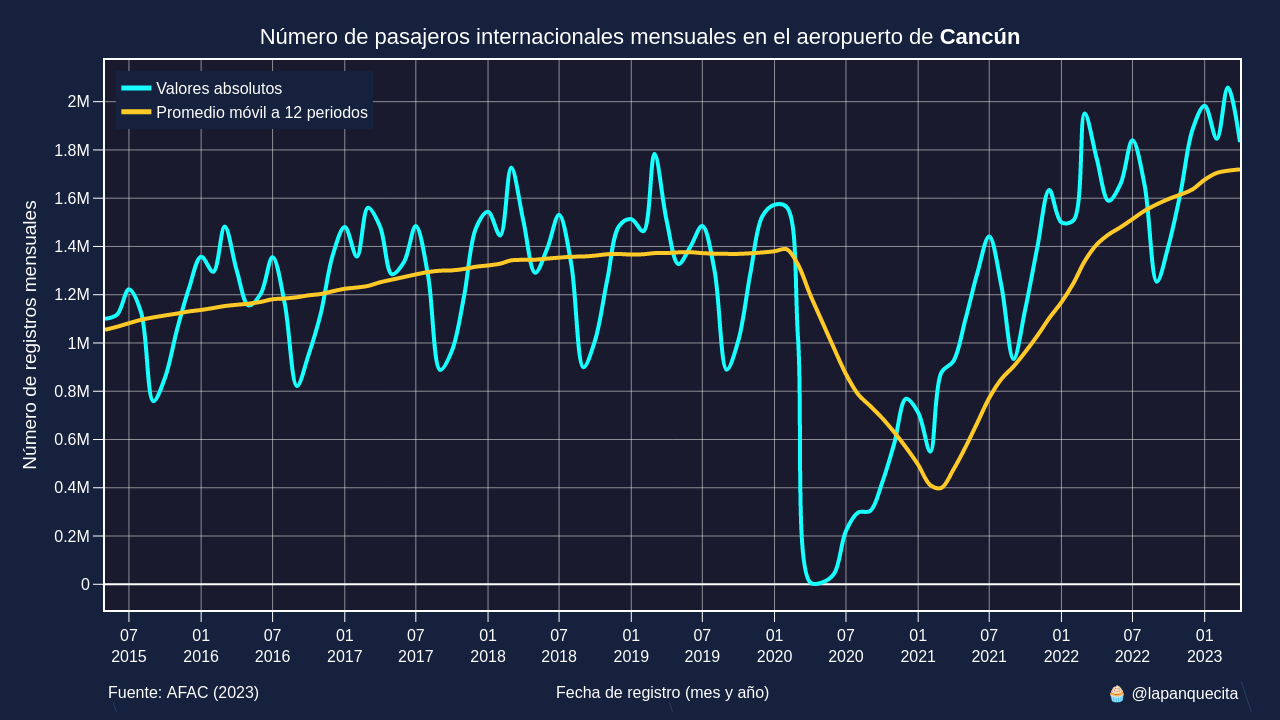 Número de pasajeros internacionales mensuales en el aeropuerto de Cancún
Valores absolutos
Promedio móvil a 12 periodos
Número de registros mensuales
2M
1.8M
1.6M
1.4M
1.2M
1M
0.8M
0.6M
0.4M
0.2M
0
07 01 07 01 07 01 07 01 07 01 07 01 07 01 07 01
2015 2016 2016 2017 2017 2018 2018 2019 2019 2020 2020 2021 2021 2022 2022 2023
Fuente: AFAC (2023)
Fecha de registro (mes y año)
🧁 @lapanquecita